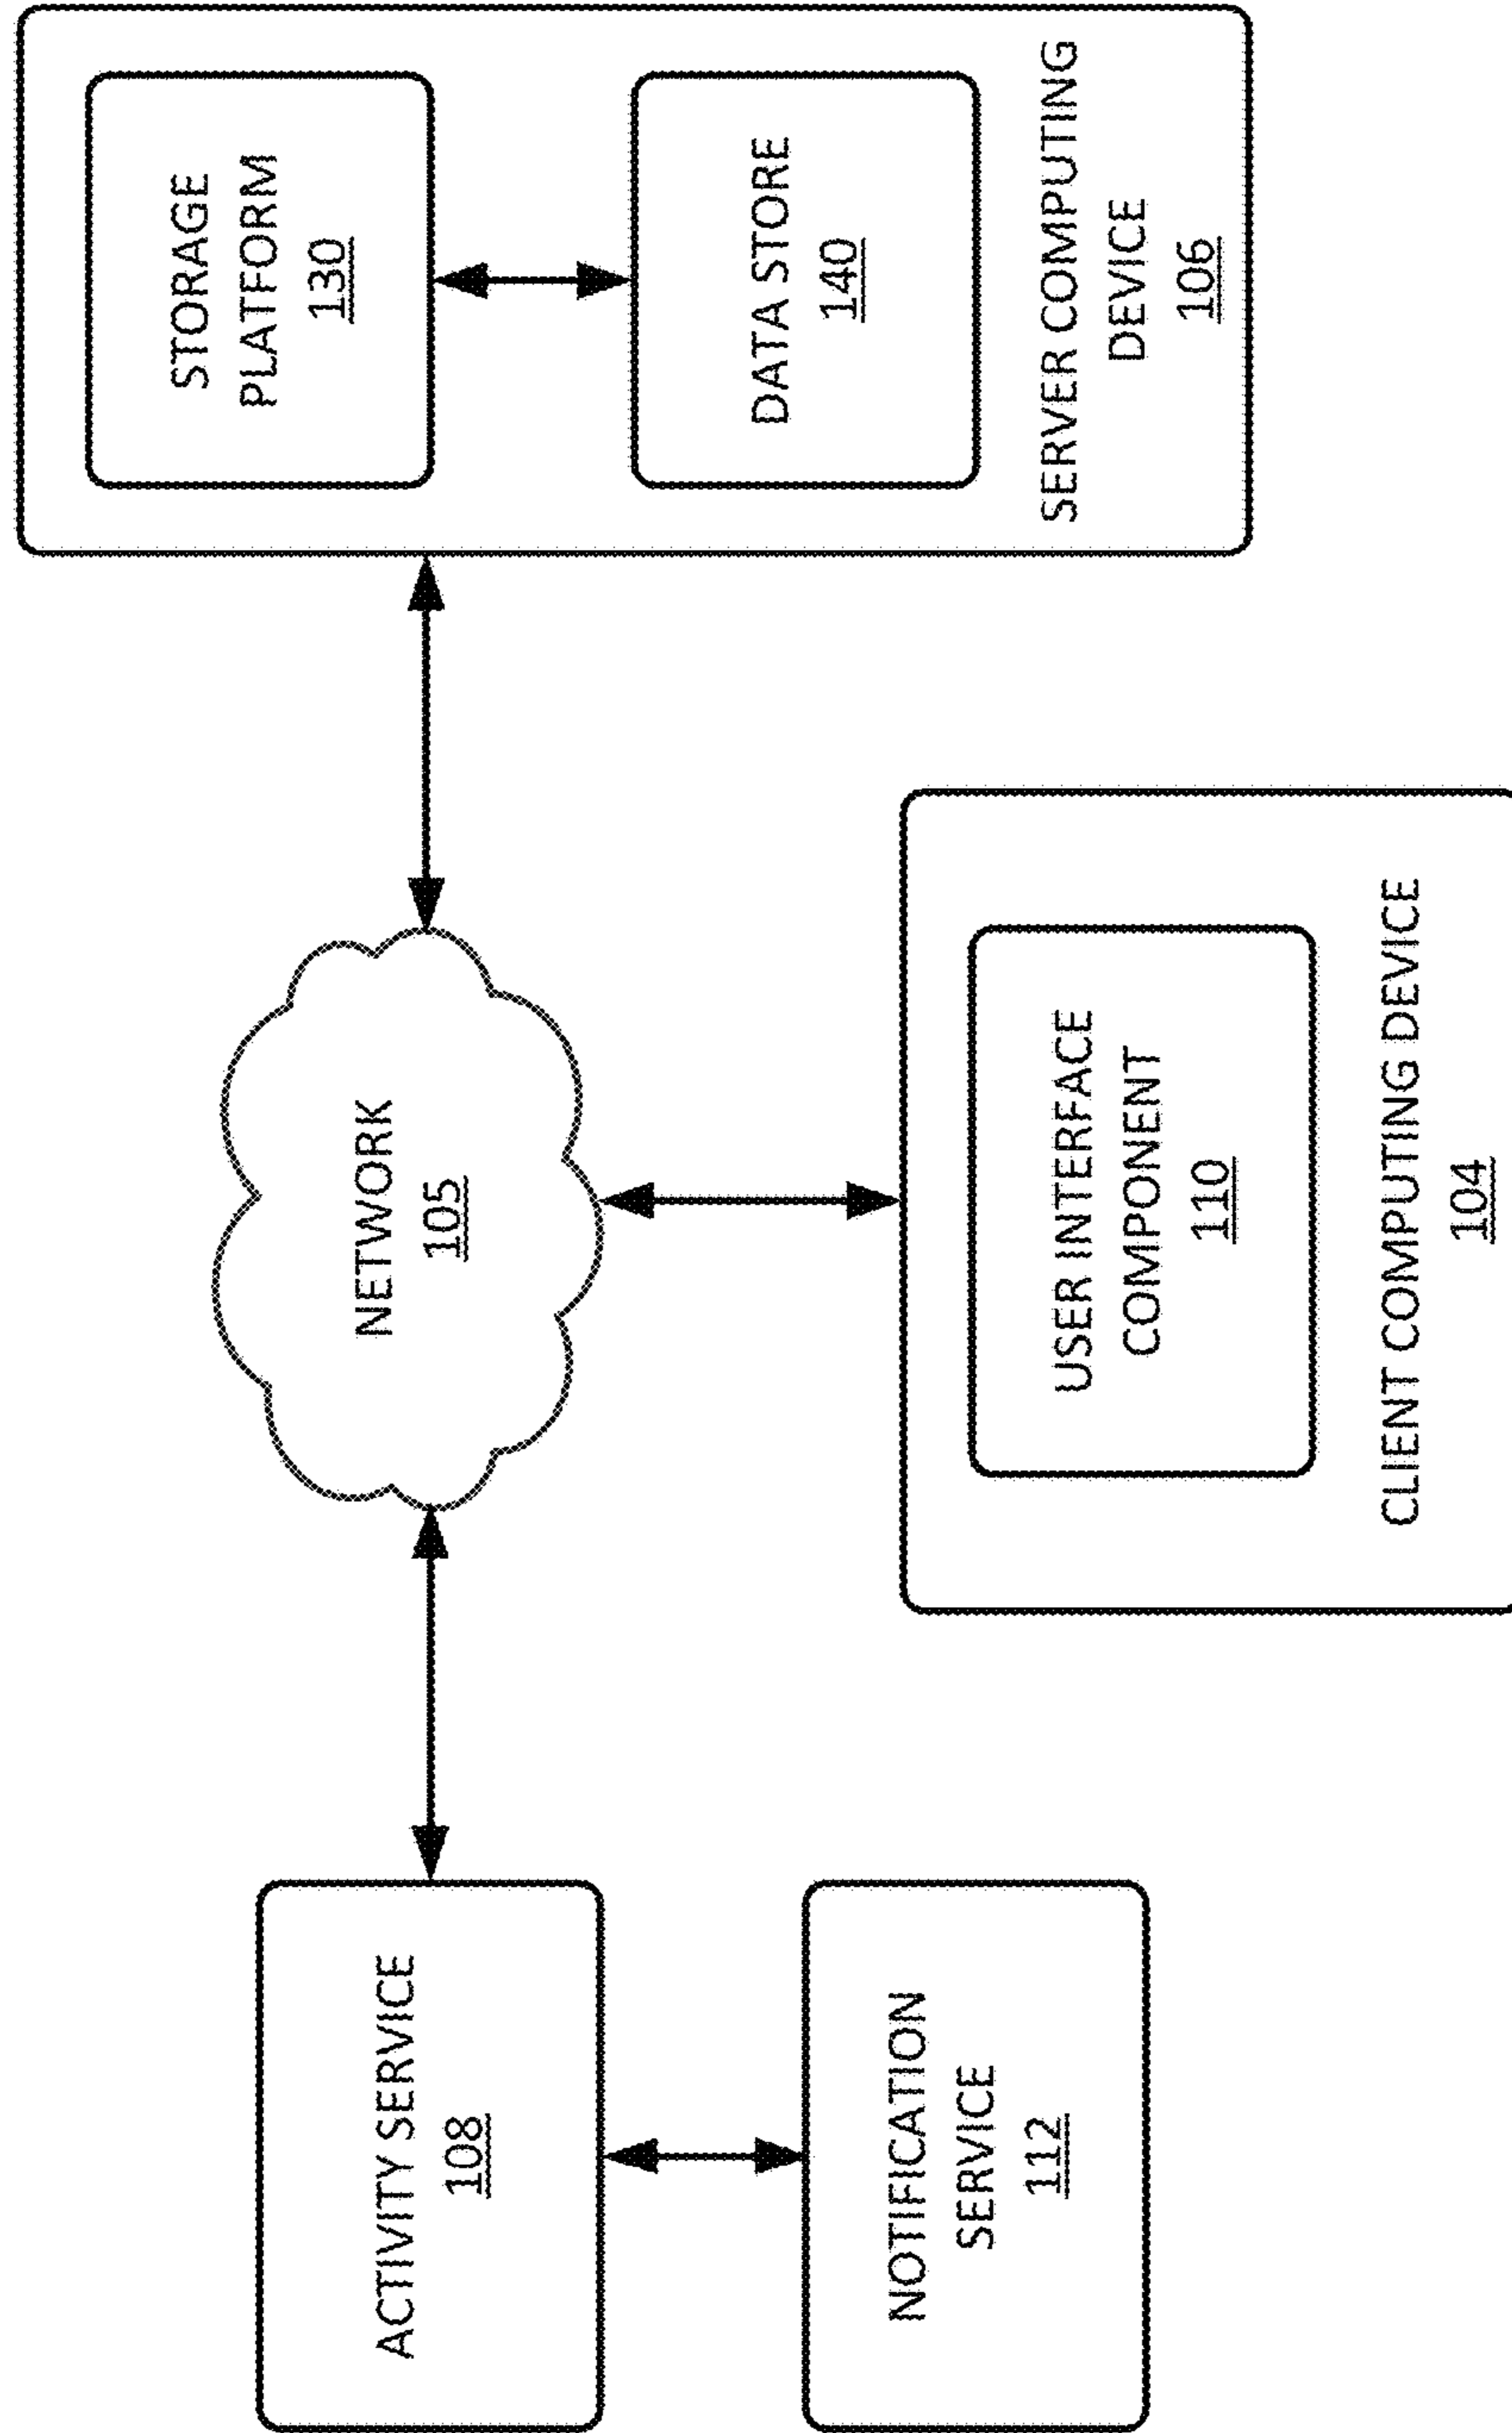 ACTIVITY SERVICE
108
NOTIFICATION
SERVICE
112
NETWORK
105
USER INTERFACE
COMPONENT
110
CLIENT COMPUTING DEVICE
104
STORAGE
PLATFORM
130
DATA STORE
140
SERVER COMPUTING
DEVICE
106